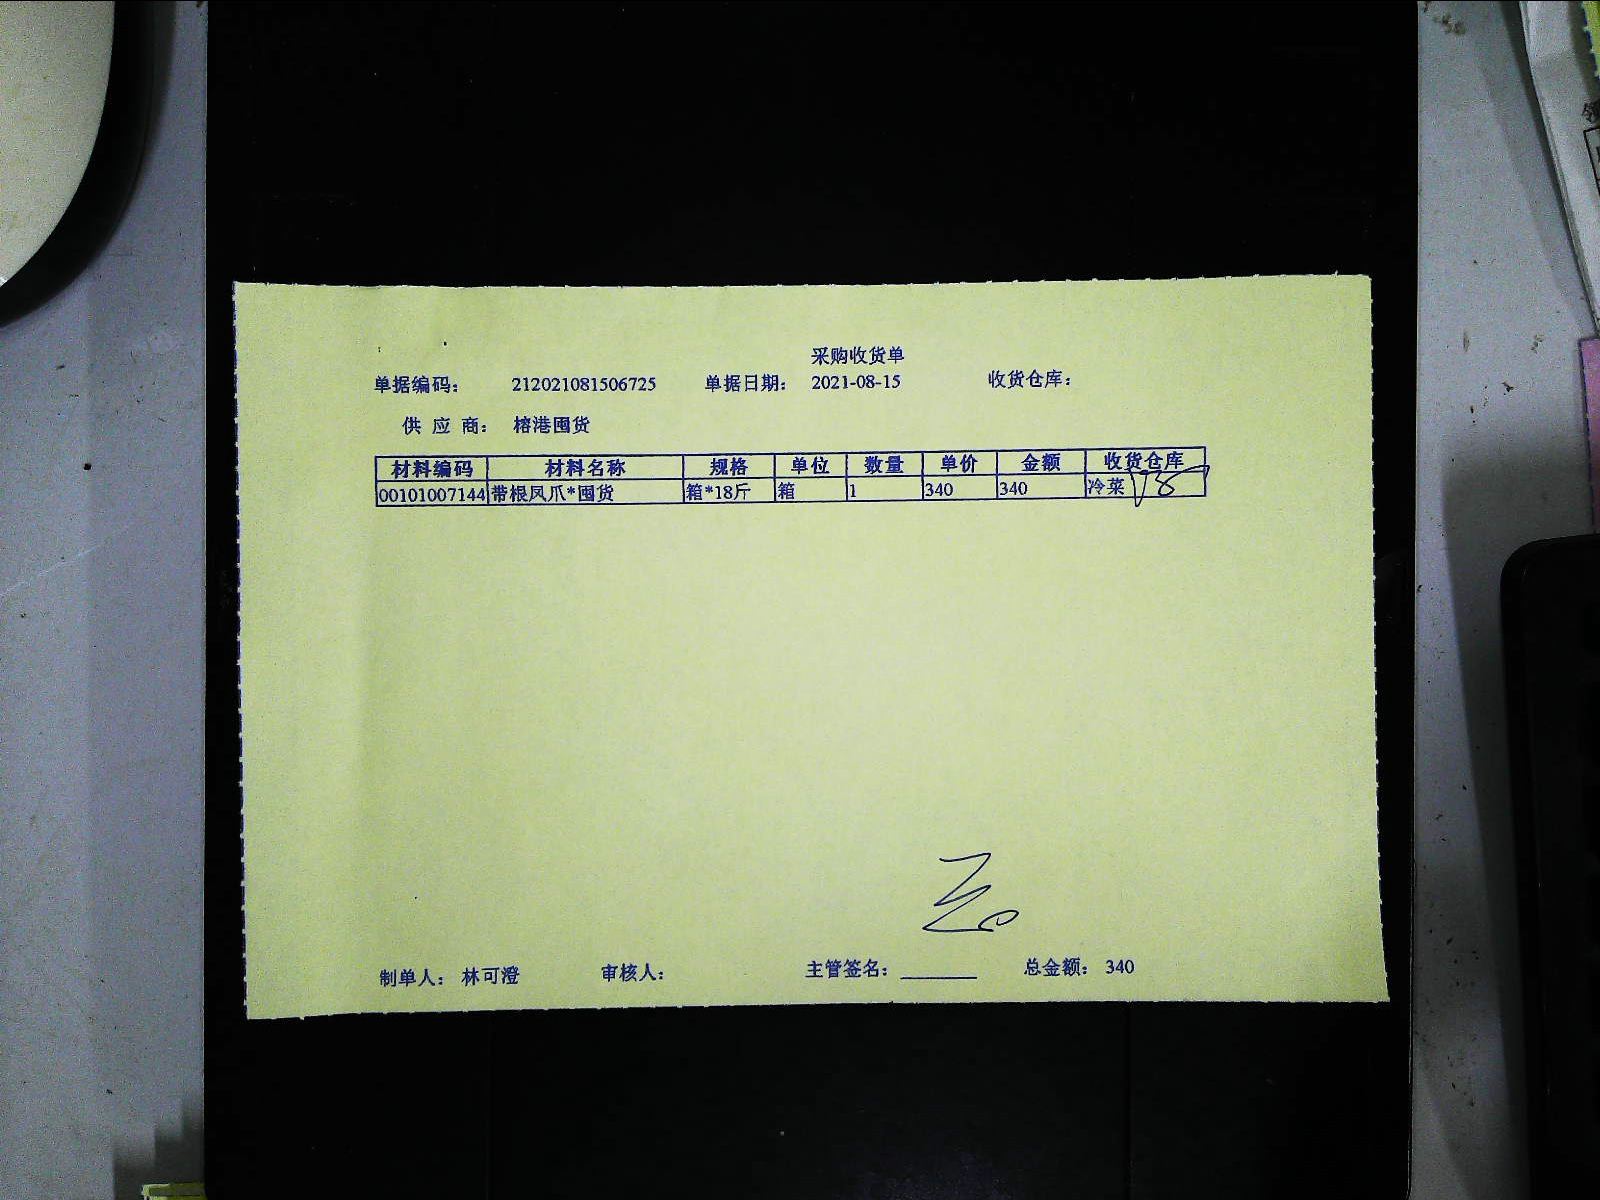 采购收货单
单据编码： 212021081506725 单据日期： 2021-08-15 收货仓库：
供 应 商： 榕港囤货
材料编码 材料名称 规格 单位 数量 单价 金额 收货仓库
00101007144 带根凤爪*囤货 箱*18斤 箱 1 340 340 冷菜
制单人： 林可澄 审核人： 主管签名： 总金额： 340